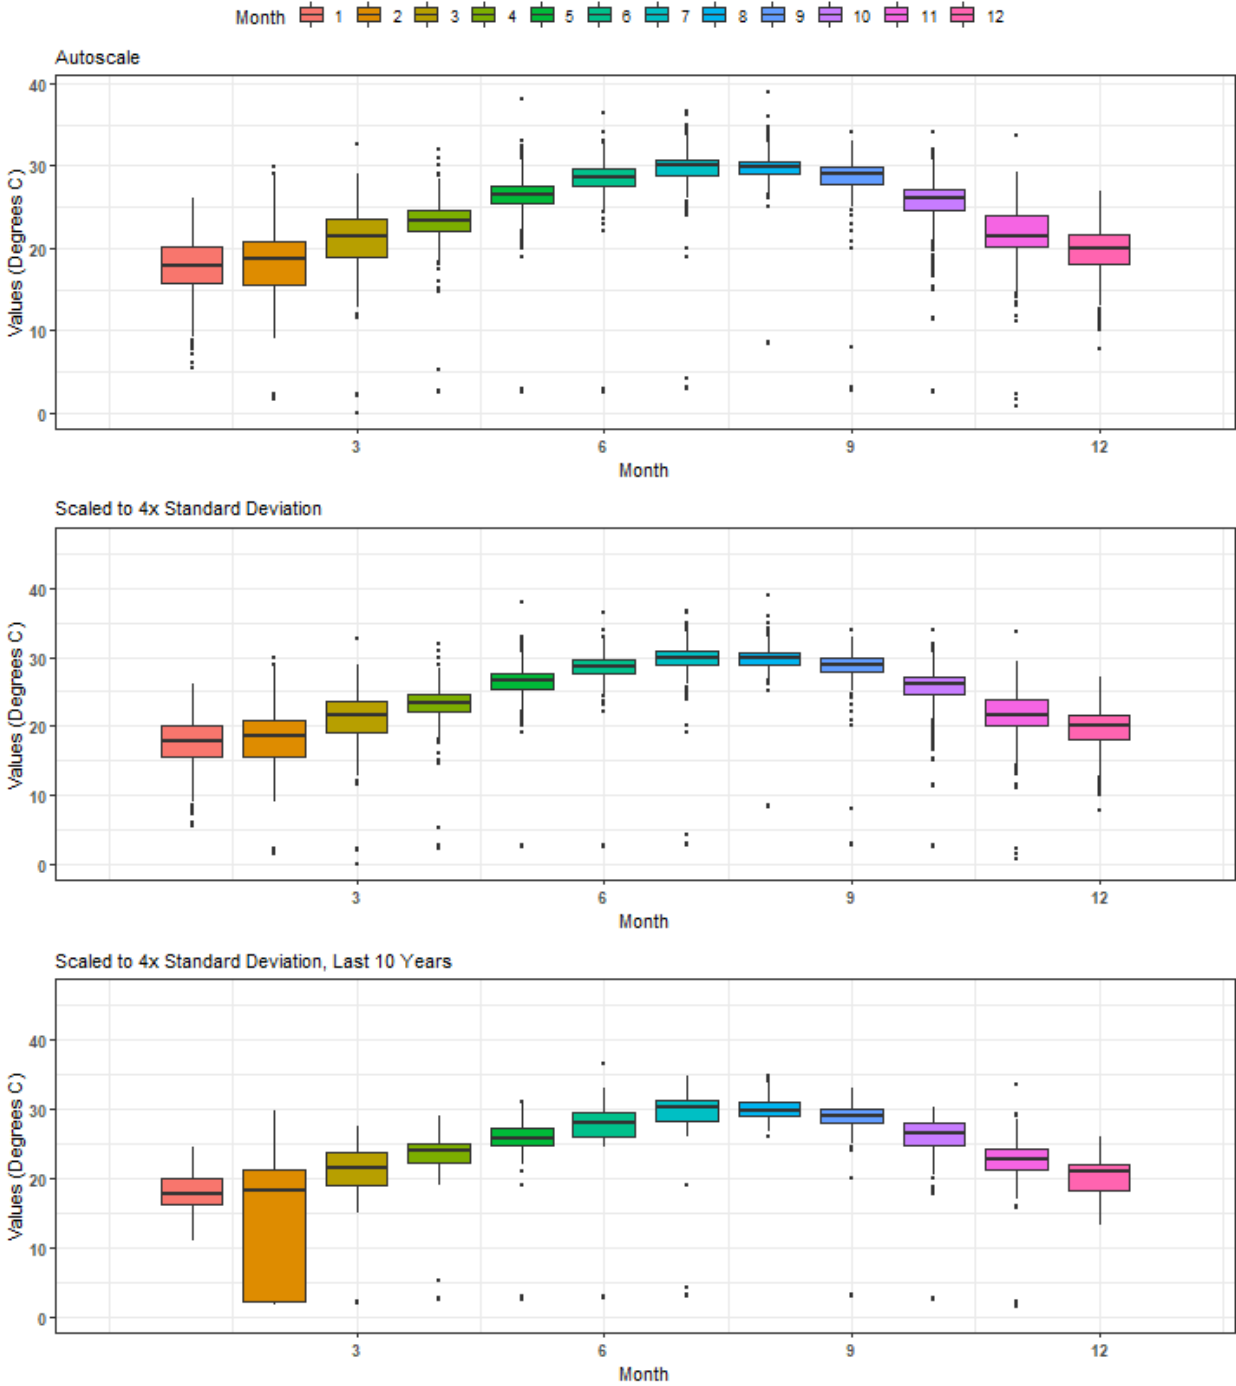 Month 1 2 3 4 5 6 7 8 9 10 11 12
Autoscale
Values (Degrees C)
40
30
20
10
0
3 6 9 12
Month
Scaled to 4x Standard Deviation
Values (Degrees C)
40
30
20
10
0
3 6 9 12
Month
Scaled to 4x Standard Deviation, Last 10 Years
Values (Degrees C)
40
30
20
10
0
3 6 9 12
Month